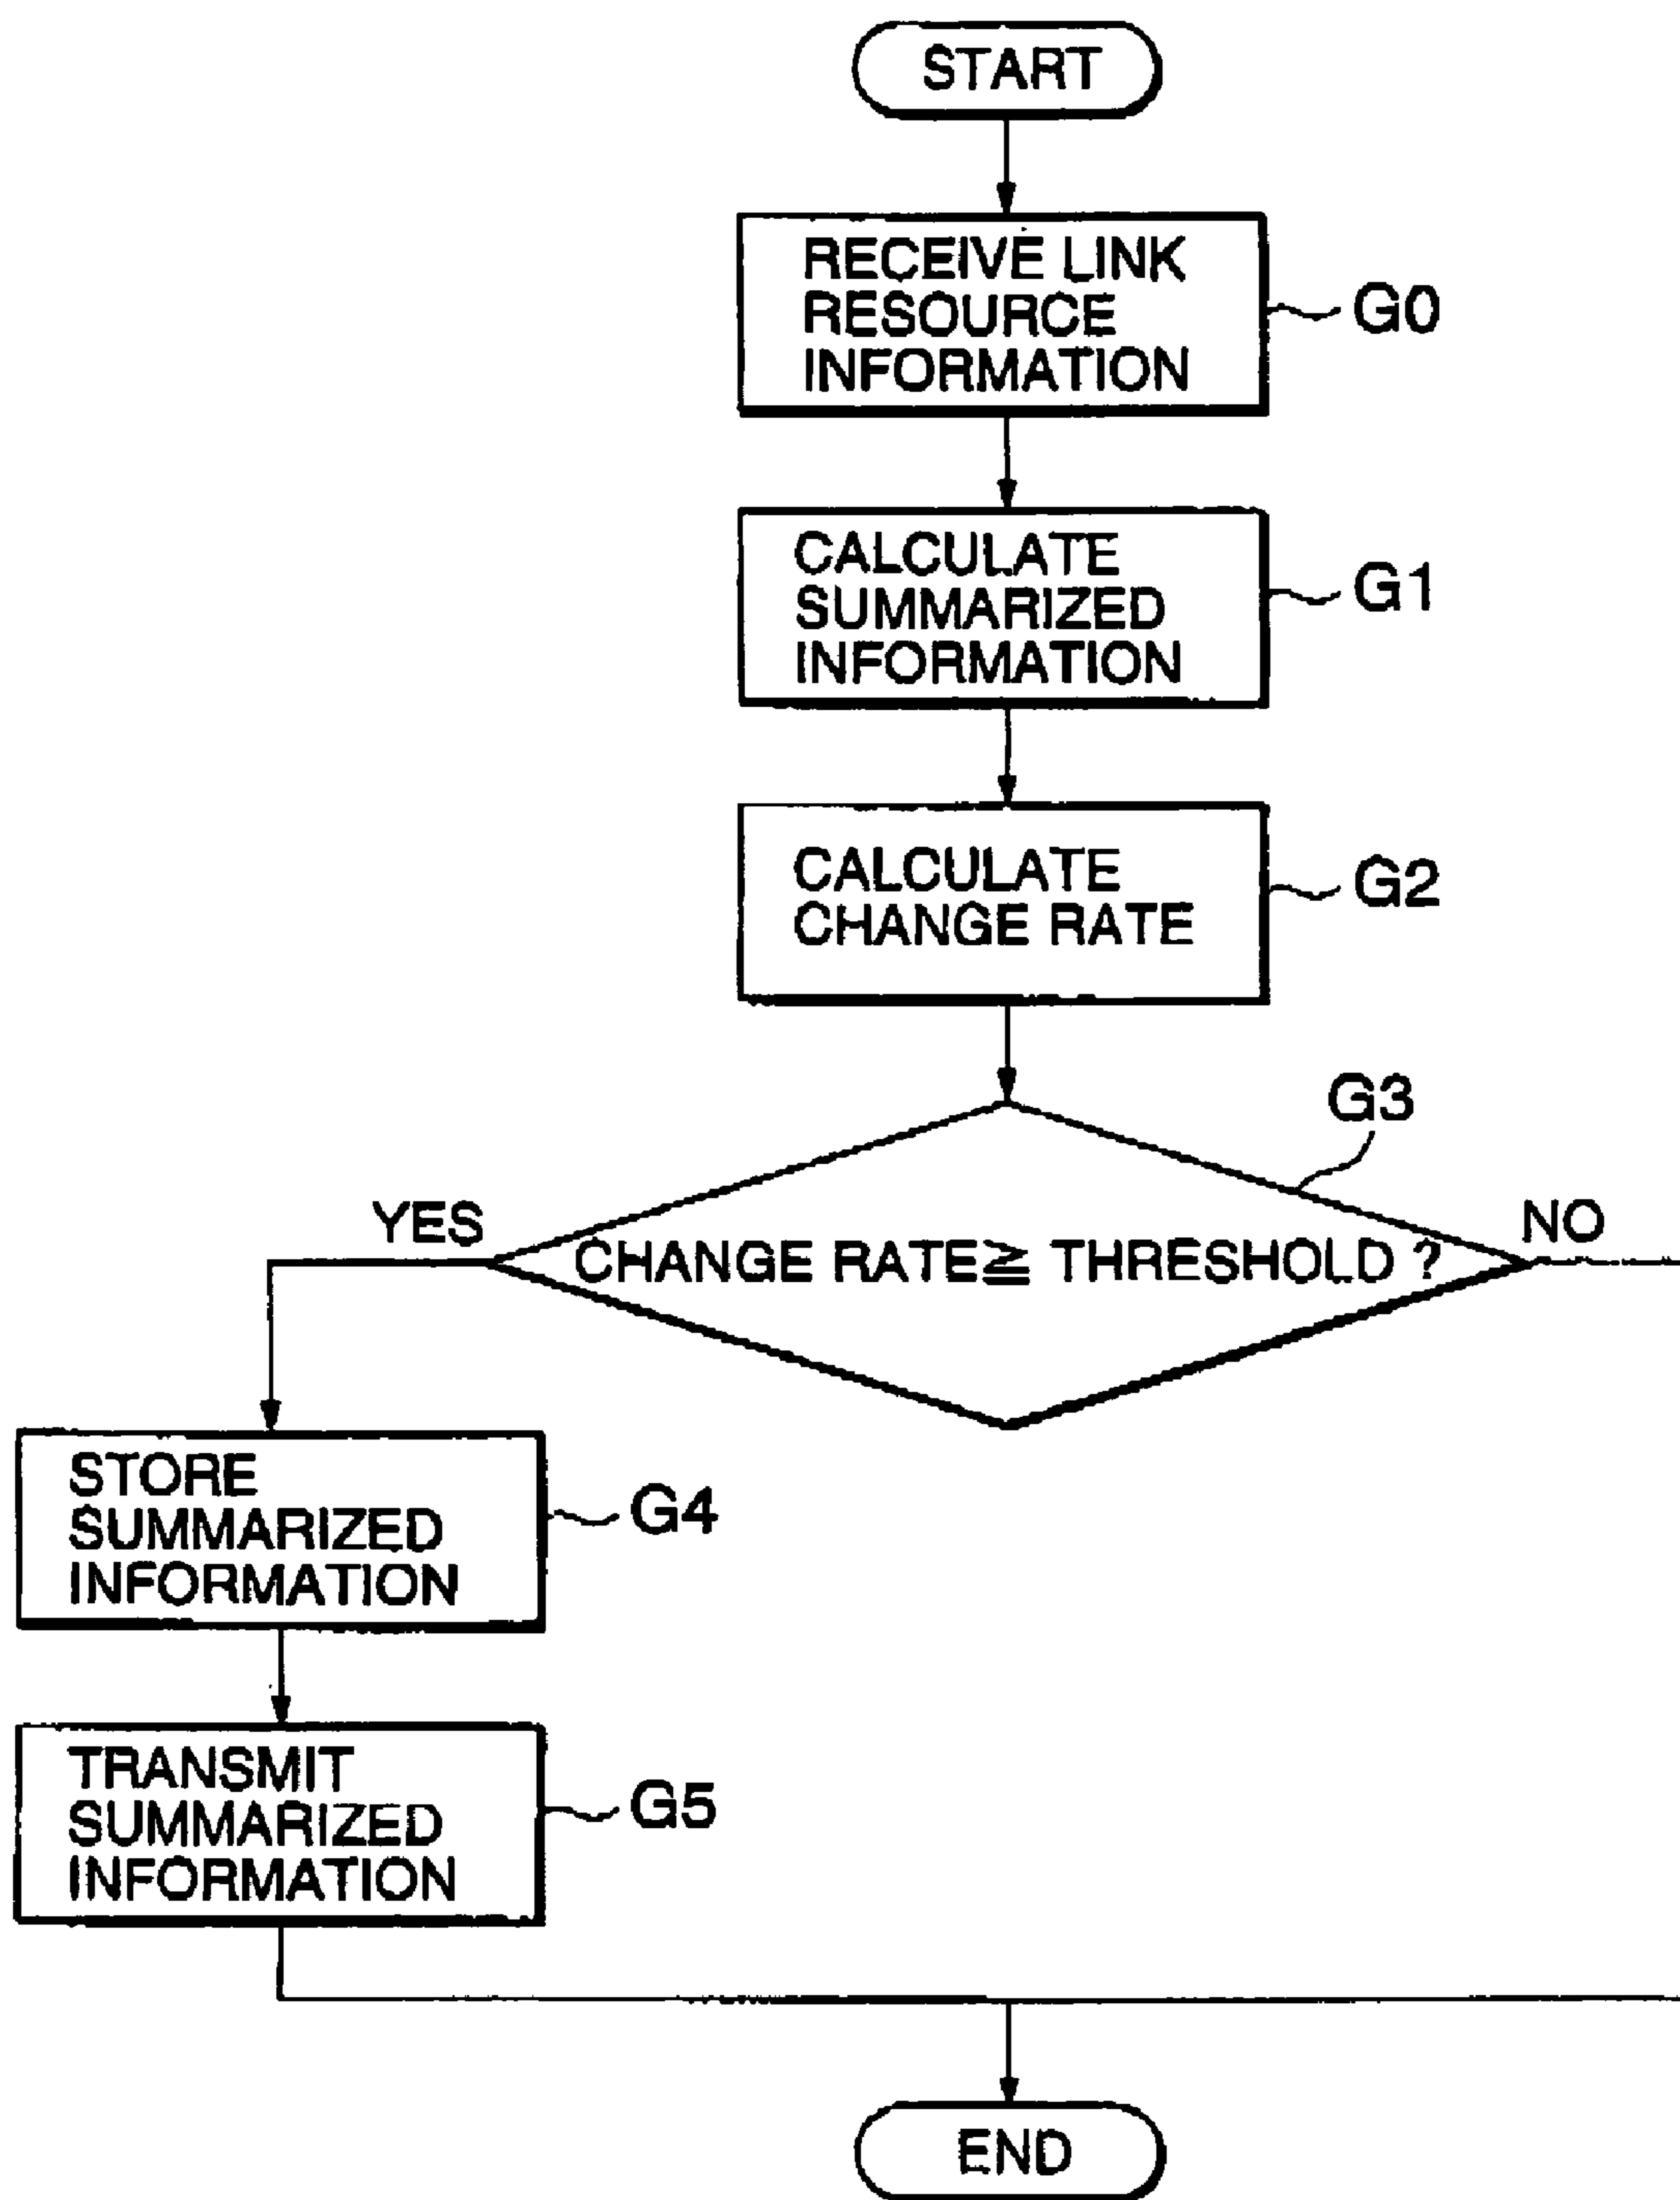 START
RECEIVE LINK
RESOURCE
INFORMATION
G0
CALCULATE
SUMMARIZED
INFORMATION
G1
CALCULATE
CHANGE RATE
G2
G3
YES
CHANGE RATE≧ THRESHOLD ?
NO
STORE
SUMMARIZED
INFORMATION
G4
TRANSMIT
SUMMARIZED
INFORMATION
G5
END